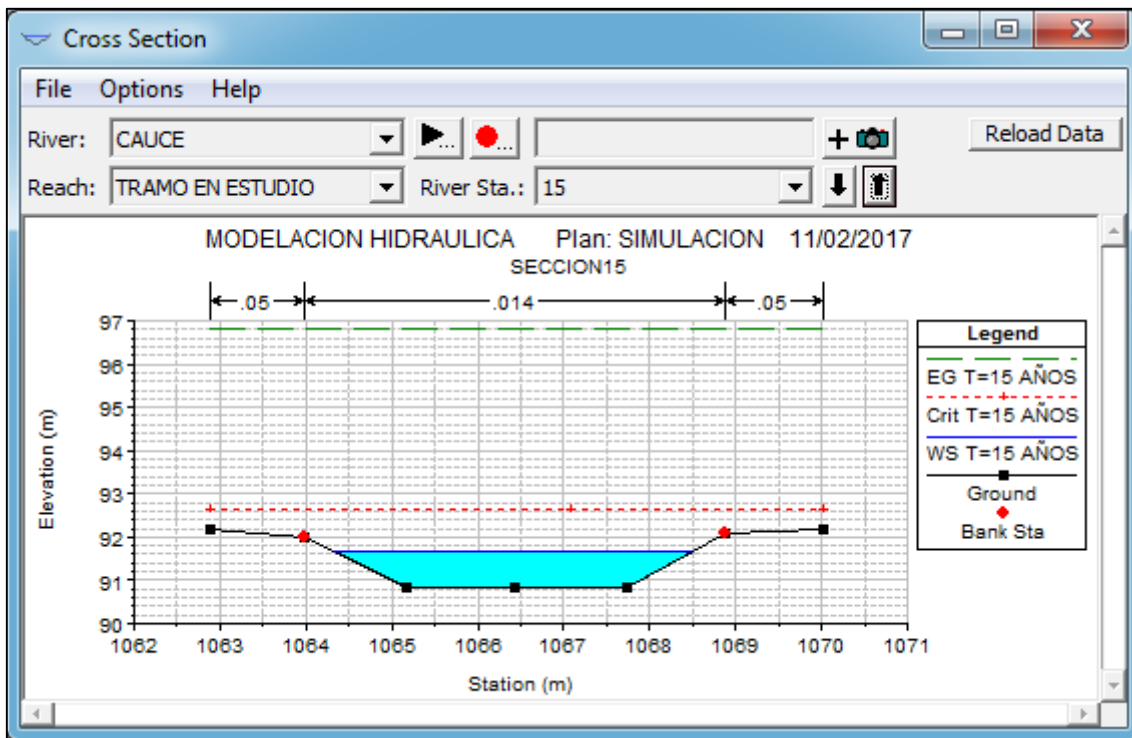 Cross Section
File Options Help
River: CAUCE ... ... + Reload Data
Reach: TRAMO EN ESTUDIO River Sta.: 15
MODELACION HIDRAULICA Plan: SIMULACION 11/02/2017
SECCION15
.05 .014 .05
97
96
95
94
93
92
91
90
Elevation (m)
1062 1063 1064 1065 1066 1067 1068 1069 1070 1071
Station (m)
Legend
EG T=15 AÑOS
Crit T=15 AÑOS
WS T=15 AÑOS
Ground
Bank Sta